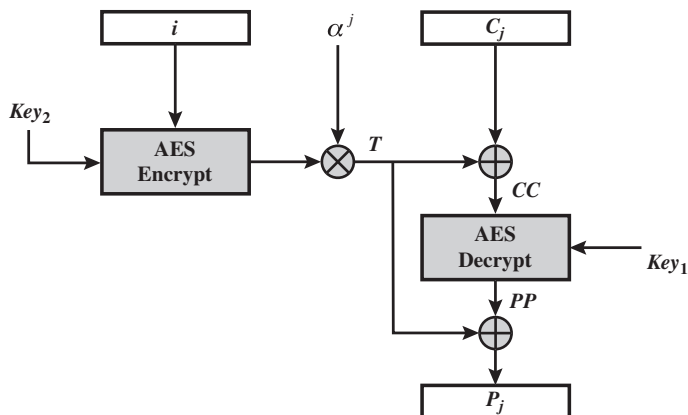 i
α^j
C_j
Key_2
AES
Encrypt
T
CC
AES
Decrypt
Key_1
PP
P_j